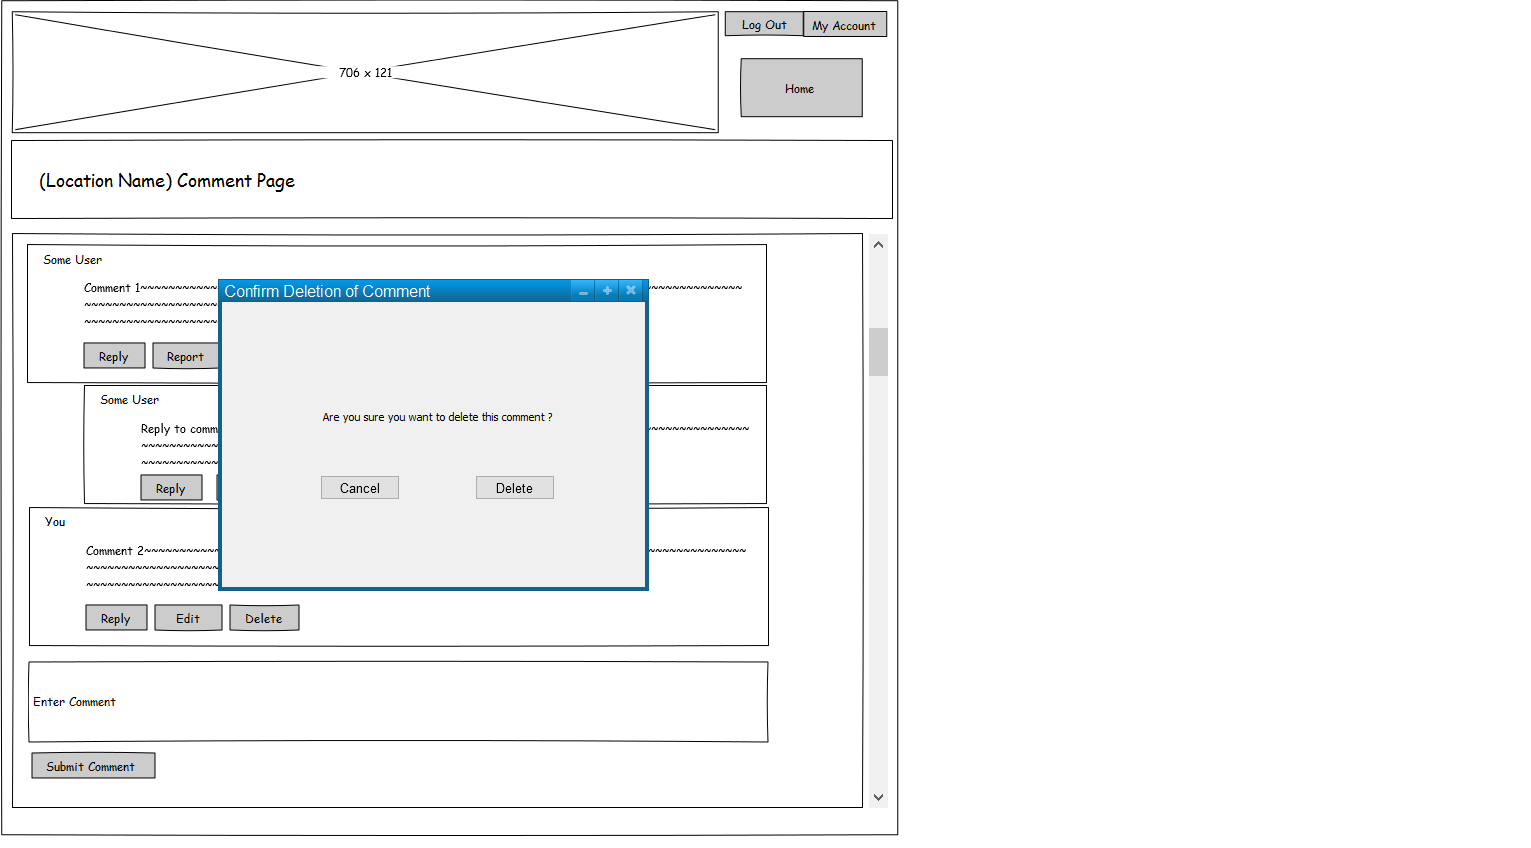 Log Out
My Account
706 x 121
Home
(Location Name) Comment Page
Some User
Comment 1~~~~~~~~~~~
~~~~~~~~~~~~~~
~~~~~~~~~~~~~~~~~~~
~~~~~~~~~~~~~~~~~~~
Reply
Report
Confirm Deletion of Comment
Are you sure you want to delete this comment ?
Cancel
Delete
Some User
Reply to comm
~~~~~~~~~~~~~~~
~~~~~~~~~~~
~~~~~~~~~~~
Reply
You
Comment 2~~~~~~~~~~~
~~~~~~~~~~~~~~
~~~~~~~~~~~~~~~~~~~
~~~~~~~~~~~~~~~~~~~
Reply
Edit
Delete
Enter Comment
Submit Comment